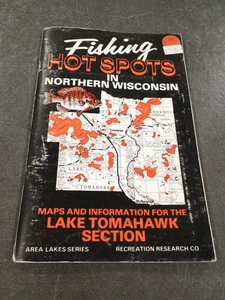 Fishing
HOT SPOTS
IN
NORTHERN WISCONSIN
LAKE
TOMAHAWK
MAPS AND INFORMATION FOR THE
LAKE TOMAHAWK
SECTION
AREA LAKES SERIES RECREATION RESEARCH CO